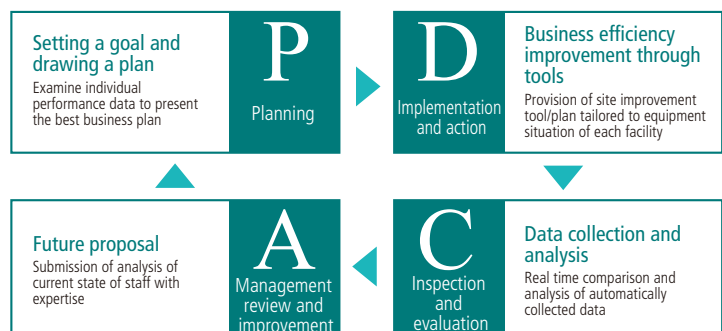 Setting a goal and
drawing a plan
Examine individual
performance data to present
the best business plan
P
Planning
D
Implementation
and action
Business efficiency
improvement through
tools
Provision of site improvement
tool/plan tailored to equipment
situation of each facility
Future proposal
Submission of analysis of
current state of staff with
expertise
A
Management
review and
improvement
C
Inspection
and
evaluation
Data collection and
analysis
Real time comparison and
analysis of automatically
collected data